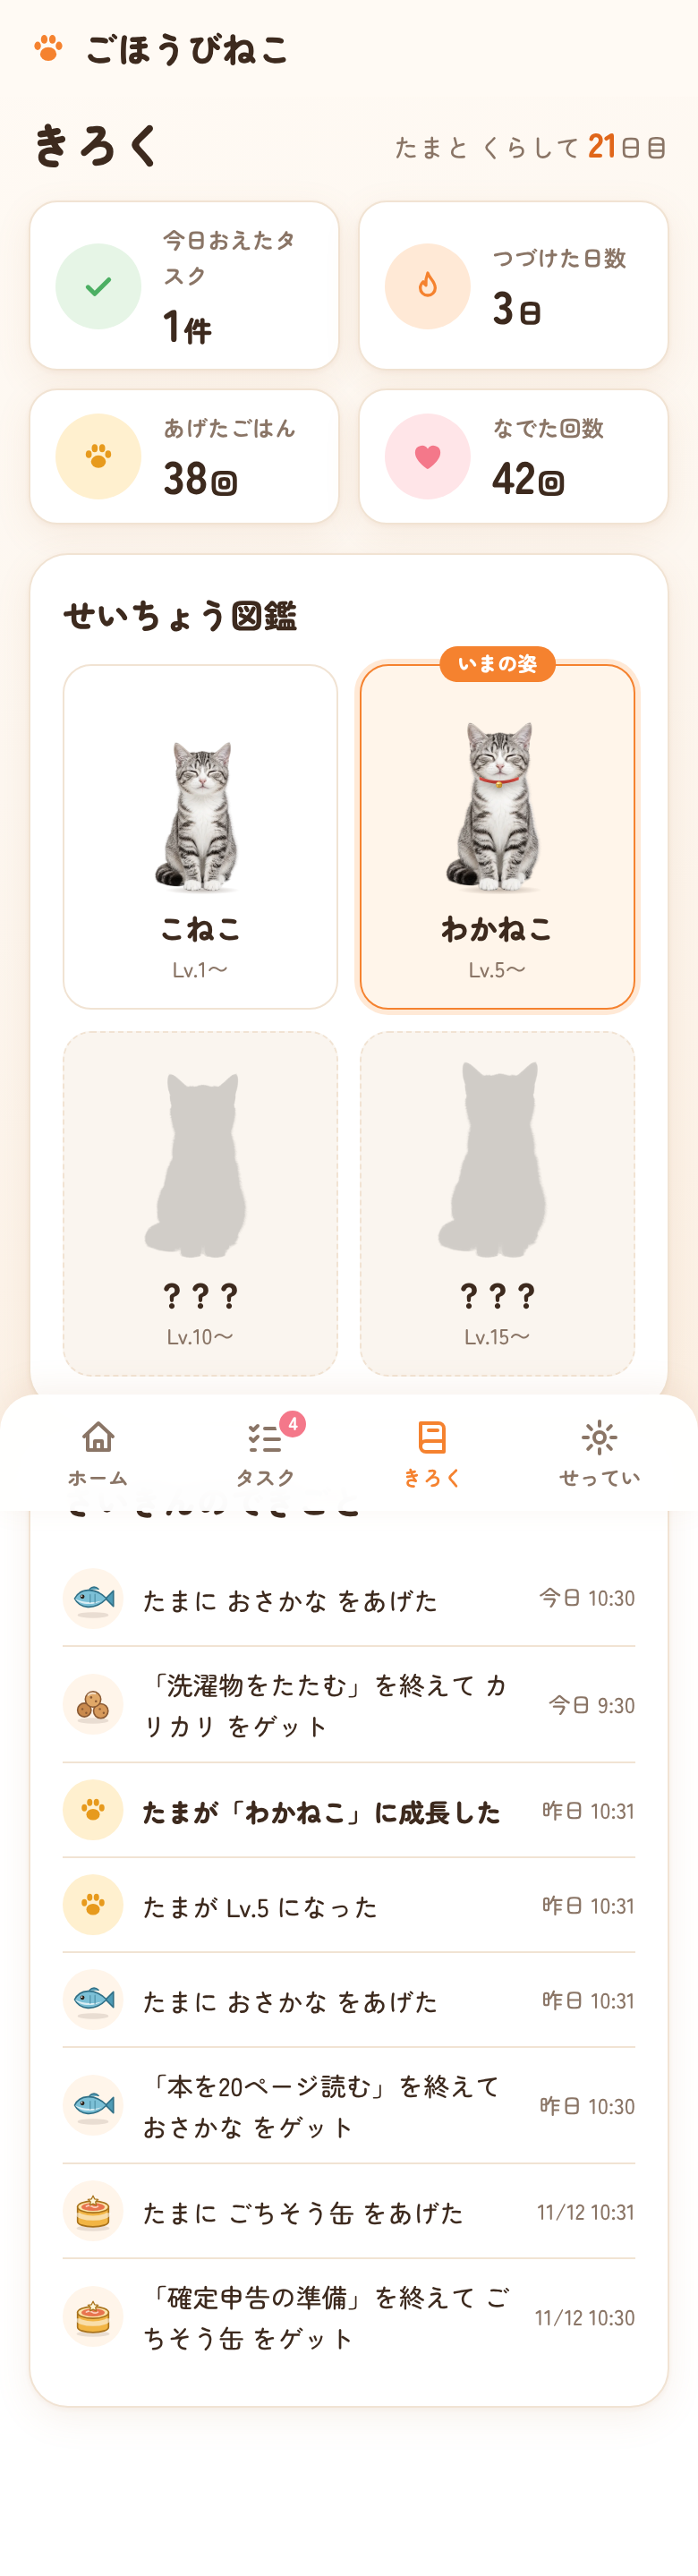 ごほうびねこ
きろく
たまと くらして 21日目
今日おえたタ
スク
1件
つづけた日数
3日
あげたごはん
38回
なでた回数
42回
せいちょう図鑑
いまの姿
こねこ
Lv.1〜
わかねこ
Lv.5〜
？？？
Lv.10〜
？？？
Lv.15〜
ホーム
4
タスク
きろく
せってい
たまに おさかな をあげた
今日 10:30
「洗濯物をたたむ」を終えて カ
リカリ をゲット
今日 9:30
たまが「わかねこ」に成長した
昨日 10:31
たまが Lv.5 になった
昨日 10:31
たまに おさかな をあげた
昨日 10:31
「本を20ページ読む」を終えて
おさかな をゲット
昨日 10:30
たまに ごちそう缶 をあげた
11/12 10:31
「確定申告の準備」を終えて ご
ちそう缶 をゲット
11/12 10:30